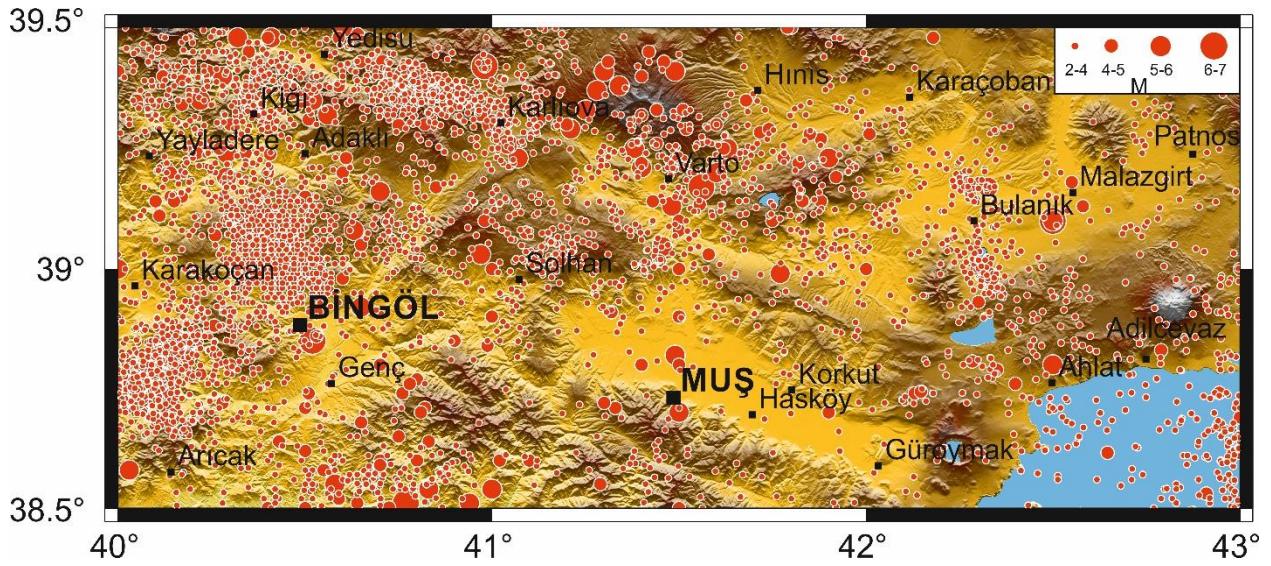 39.5°
Yedisu
Hınıs
Karaçoban
2-4 4-5 5-6 6-7
M
Kiğı
Karlıova
Yayladere
Adaklı
Patnos
Varto
Malazgirt
Bulanık
39°
Karakoçan
Solhan
BİNGÖL
Adilcevaz
Genç
Ahlat
MUŞ
Korkut
Hasköy
Arıcak
Güroymak
38.5°
40° 41° 42° 43°